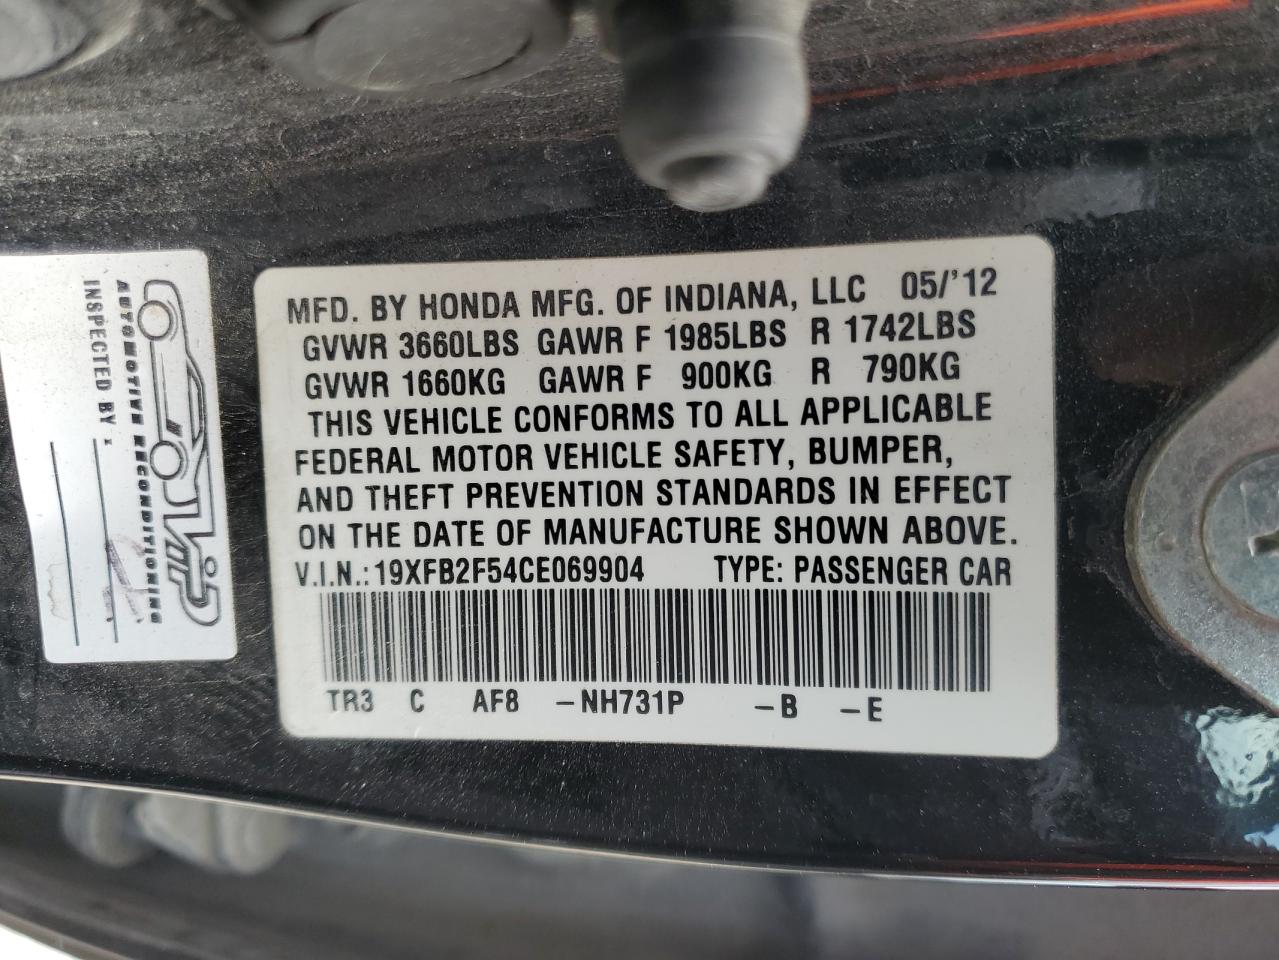 MFD. BY HONDA MFG. OF INDIANA, LLC 05/'12
GVWR 3660LBS GAWR F 1985LBS R 1742LBS
GVWR 1660KG GAWR F 900KG R 790KG
THIS VEHICLE CONFORMS TO ALL APPLICABLE
FEDERAL MOTOR VEHICLE SAFETY, BUMPER,
AND THEFT PREVENTION STANDARDS IN EFFECT
ON THE DATE OF MANUFACTURE SHOWN ABOVE.
V.I.N.: 19XFB2F54CE069904 TYPE: PASSENGER CAR
TR3 C AF8 -NH731P -B -E
VIP
AUTOMOTIVE RECONDITIONING
INSPECTED BY: